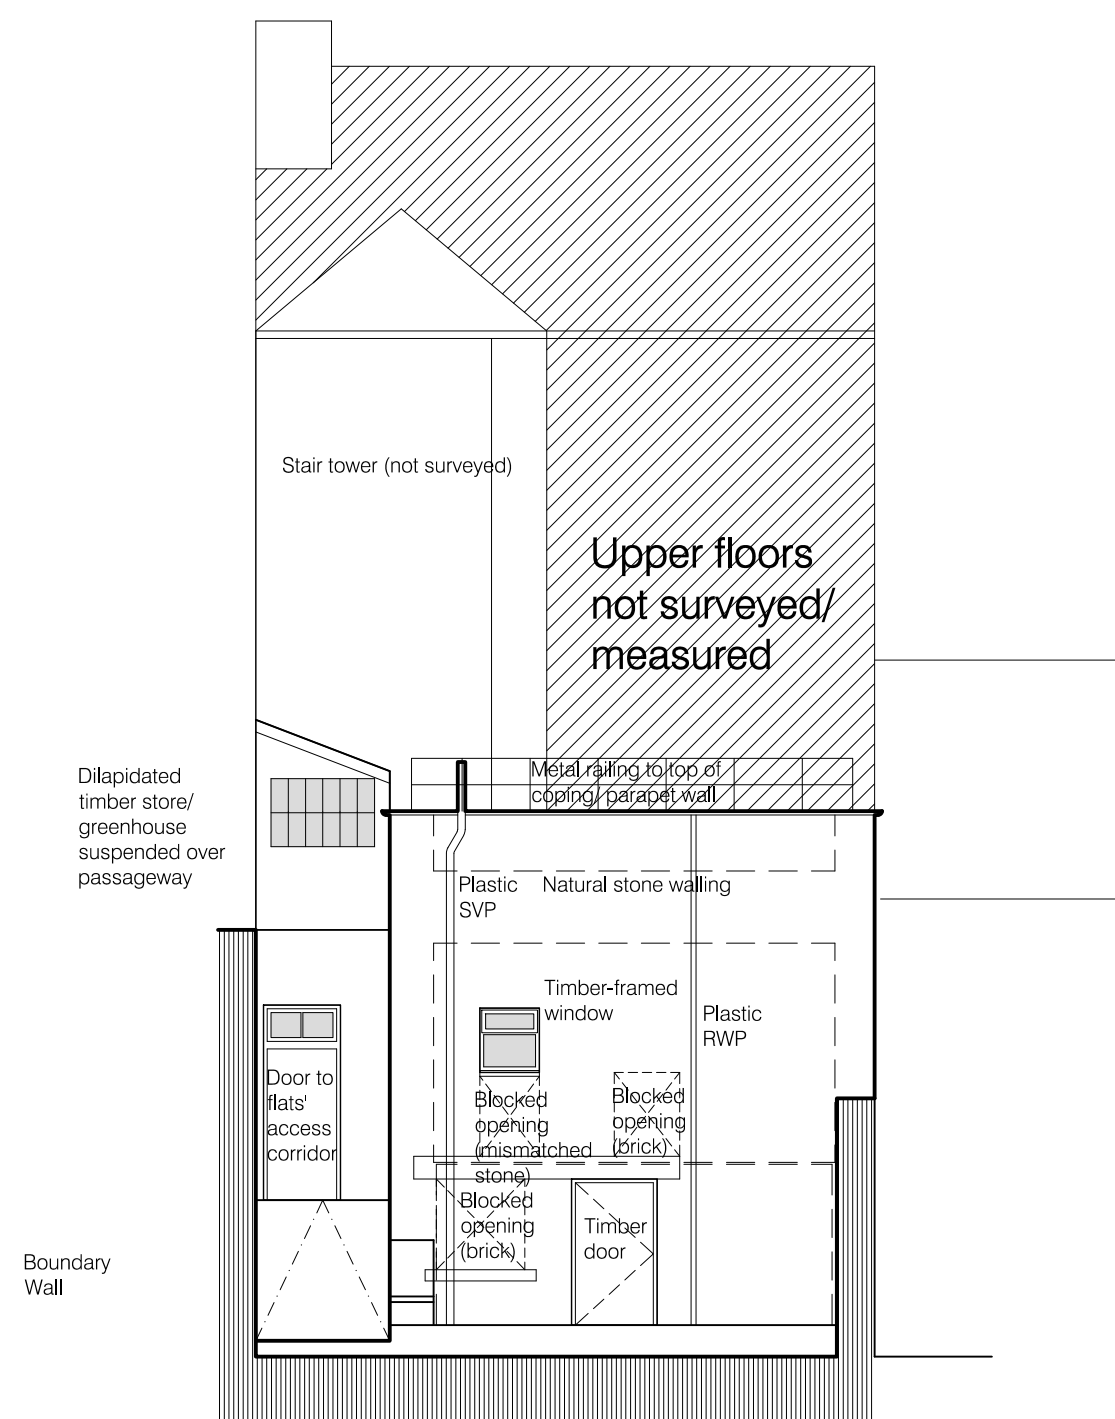 Stair tower (not surveyed)
Upper floors
not surveyed/
measured
Metal railing to top of
coping/ parapet wall
Dilapidated
timber store/
greenhouse
suspended over
passageway
Plastic
SVP
Natural stone walling
Timber-framed
window
Plastic
RWP
Door to
flats'
access
corridor
Blocked
opening
(mismatched
stone)
Blocked
opening
(brick)
Blocked
opening
(brick)
Timber
door
Boundary
Wall